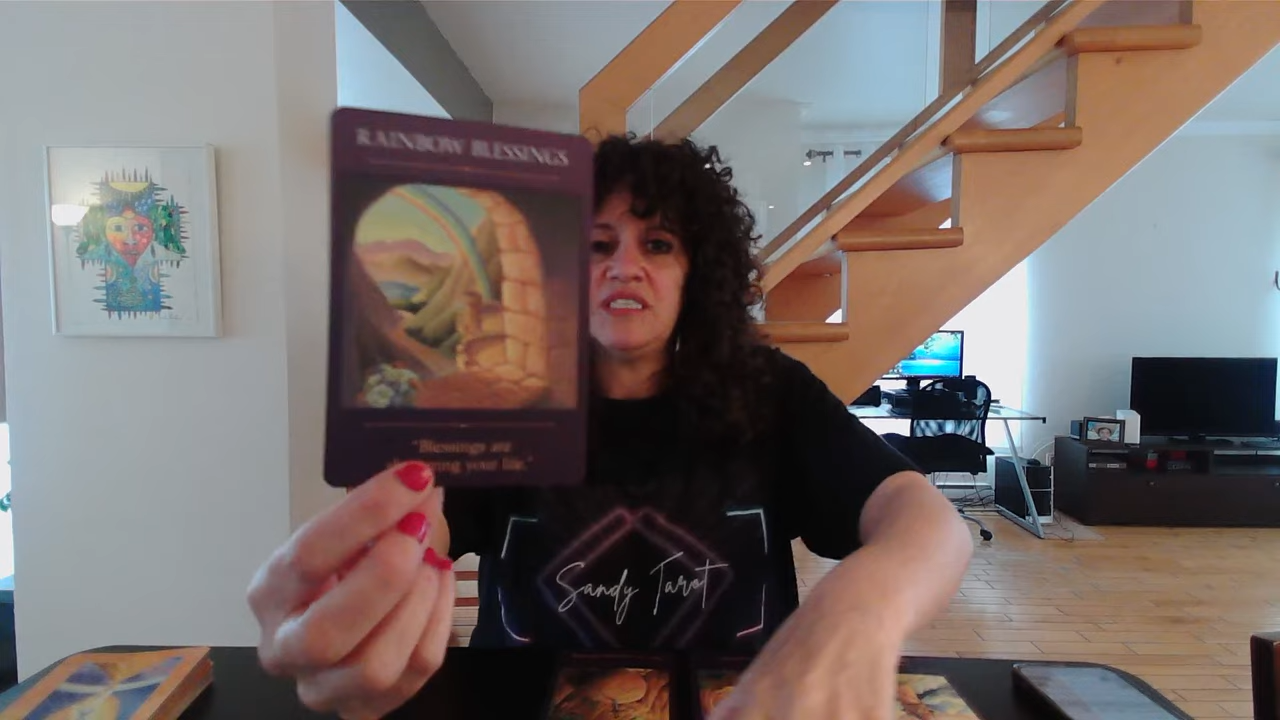 RAINBOW BLESSINGS
"Blessings are
your life."
Sandy Tarot